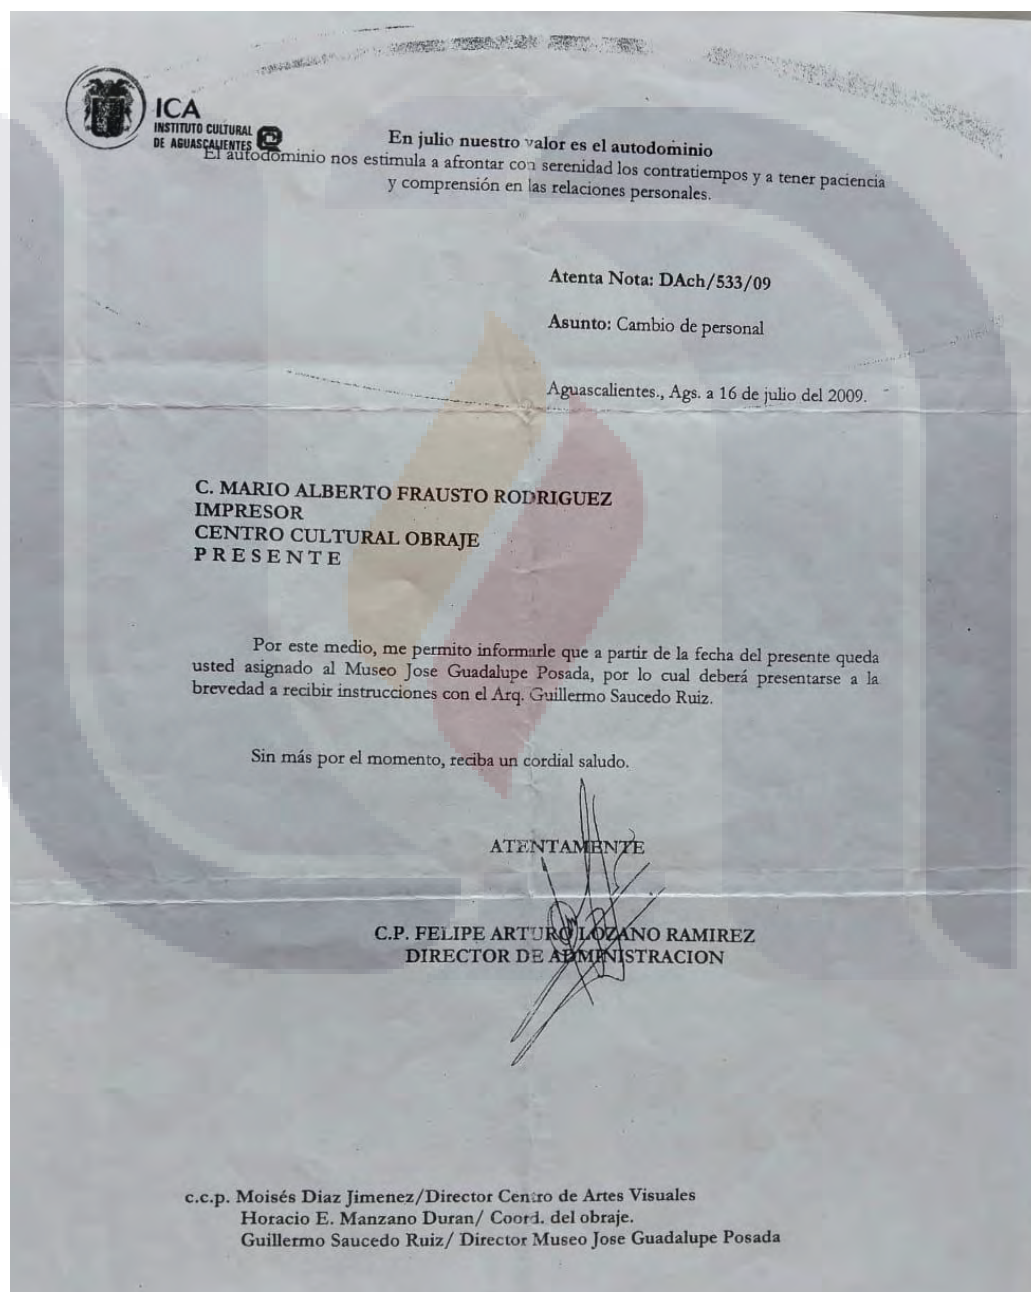 ICA
INSTITUTO CULTURAL
DE AGUASCALIENTES
En julio nuestro valor es el autodominio
El autodominio nos estimula a afrontar con serenidad los contratiempos y a tener paciencia
y comprensión en las relaciones personales.
Atenta Nota: DAch/533/09
Asunto: Cambio de personal
Aguascalientes., Ags. a 16 de julio del 2009.
C. MARIO ALBERTO FRAUSTO RODRIGUEZ
IMPRESOR
CENTRO CULTURAL OBRAJE
P R E S E N T E
Por este medio, me permito informarle que a partir de la fecha del presente queda
usted asignado al Museo Jose Guadalupe Posada, por lo cual deberá presentarse a la
brevedad a recibir instrucciones con el Arq. Guillermo Saucedo Ruiz.
Sin más por el momento, reciba un cordial saludo.
ATENTAMENTE
C.P. FELIPE ARTURO LOZANO RAMIREZ
DIRECTOR DE ADMINISTRACION
c.c.p. Moisés Diaz Jimenez/Director Centro de Artes Visuales
Horacio E. Manzano Duran/ Coord. del obraje.
Guillermo Saucedo Ruiz/ Director Museo Jose Guadalupe Posada